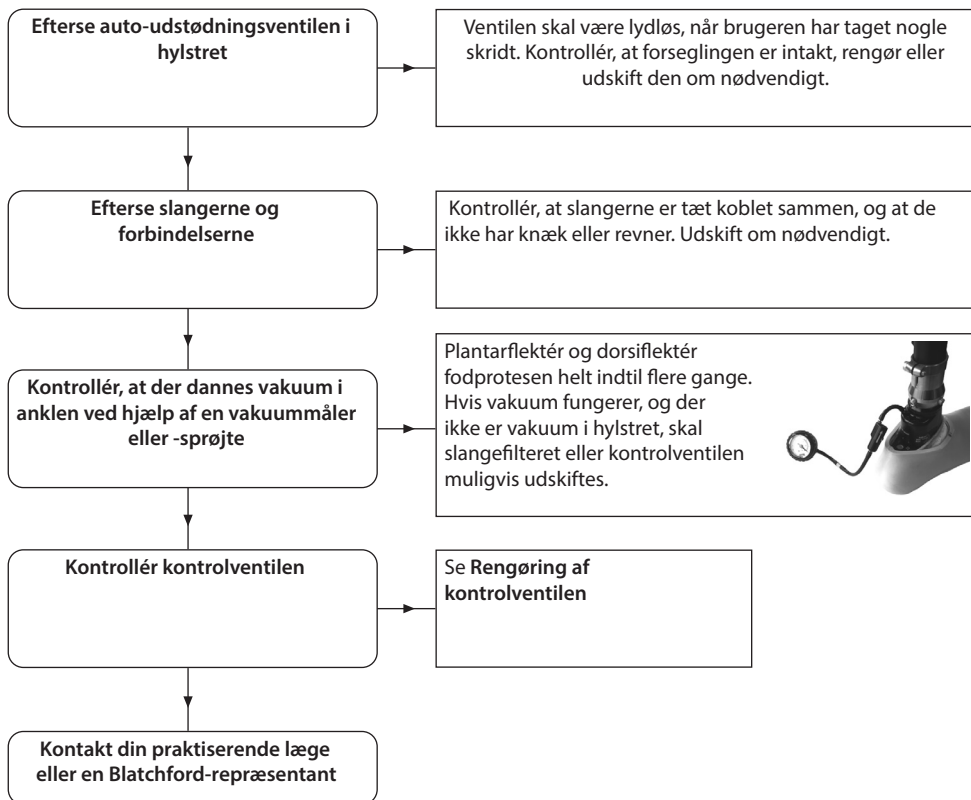 Efterse auto-udstødningsventilen i
hylstret
Ventilen skal være lydløs, når brugeren har taget nogle
skridt. Kontrollér, at forseglingen er intakt, rengør eller
udskift den om nødvendigt.
Efterse slangerne og
forbindelserne
Kontrollér, at slangerne er tæt koblet sammen, og at de
ikke har knæk eller revner. Udskift om nødvendigt.
Kontrollér, at der dannes vakuum i
anklen ved hjælp af en vakuummåler
eller -sprøjte
Plantarflektér og dorsiflektér
fodprotesen helt indtil flere gange.
Hvis vakuum fungerer, og der
ikke er vakuum i hylstret, skal
slangefilteret eller kontrolventilen
muligvis udskiftes.
Kontrollér kontrolventilen
Se Rengøring af
kontrolventilen
Kontakt din praktiserende læge
eller en Blatchford-repræsentant